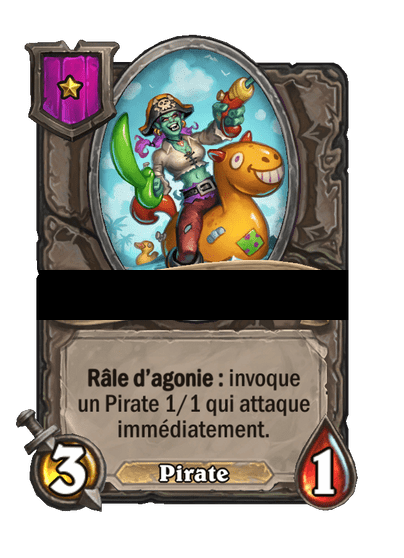 Râle d'agonie : invoque
un Pirate 1/1 qui attaque
immédiatement.
3
Pirate
1